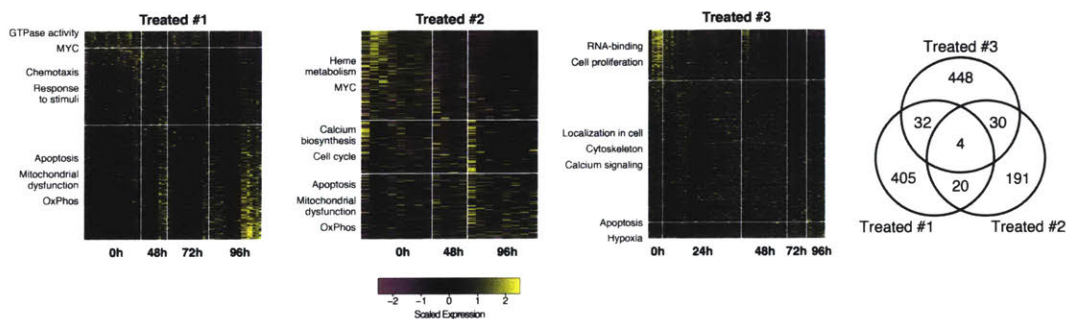 Treated #1
GTPase activity
MYC
Chemotaxis
Response
to stimuli
Apoptosis
Mitochondrial
dysfunction
OxPhos
0h 48h 72h 96h
Treated #2
Heme
metabolism
MYC
Calcium
biosynthesis
Cell cycle
Apoptosis
Mitochondrial
dysfunction
OxPhos
0h 48h 96h
-2 -1 0 1 2
Scaled Expression
Treated #3
RNA-binding
Cell proliferation
Localization in cell
Cytoskeleton
Calcium signaling
Apoptosis
Hypoxia
0h 24h 48h 72h 96h
Treated #3
448
32 30
4
405 20 191
Treated #1 Treated #2